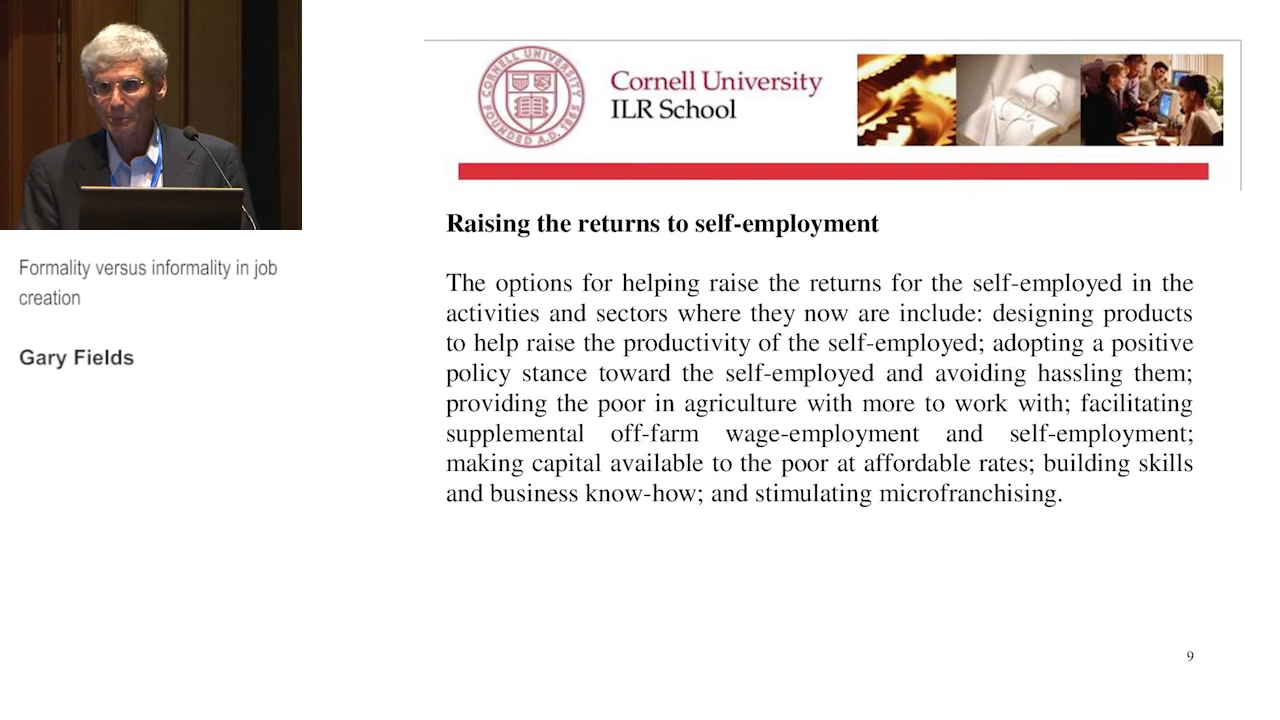 Formality versus informality in job
creation
Gary Fields
CORNELL UNIVERSITY
FOUNDED A.D. 1865
Cornell University
ILR School
Raising the returns to self-employment
The options for helping raise the returns for the self-employed in the
activities and sectors where they now are include: designing products
to help raise the productivity of the self-employed; adopting a positive
policy stance toward the self-employed and avoiding hassling them;
providing the poor in agriculture with more to work with; facilitating
supplemental off-farm wage-employment and self-employment;
making capital available to the poor at affordable rates; building skills
and business know-how; and stimulating microfranchising.
9